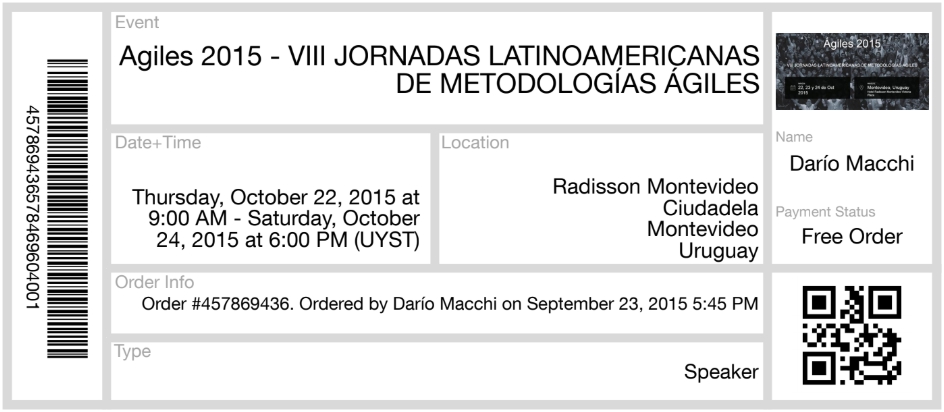 457869436578469604001
Event
Agiles 2015 - VIII JORNADAS LATINOAMERICANAS
DE METODOLOGÍAS ÁGILES
Date+Time
Thursday, October 22, 2015 at
9:00 AM - Saturday, October
24, 2015 at 6:00 PM (UYST)
Location
Radisson Montevideo
Ciudadela
Montevideo
Uruguay
Order Info
Order #457869436. Ordered by Darío Macchi on September 23, 2015 5:45 PM
Type
Speaker
Ágiles 2015
VIII JORNADAS LATINOAMERICANAS DE METODOLOGÍAS ÁGILES
22, 23 y 24 de Oct
2015
Montevideo, Uruguay
Name
Darío Macchi
Payment Status
Free Order